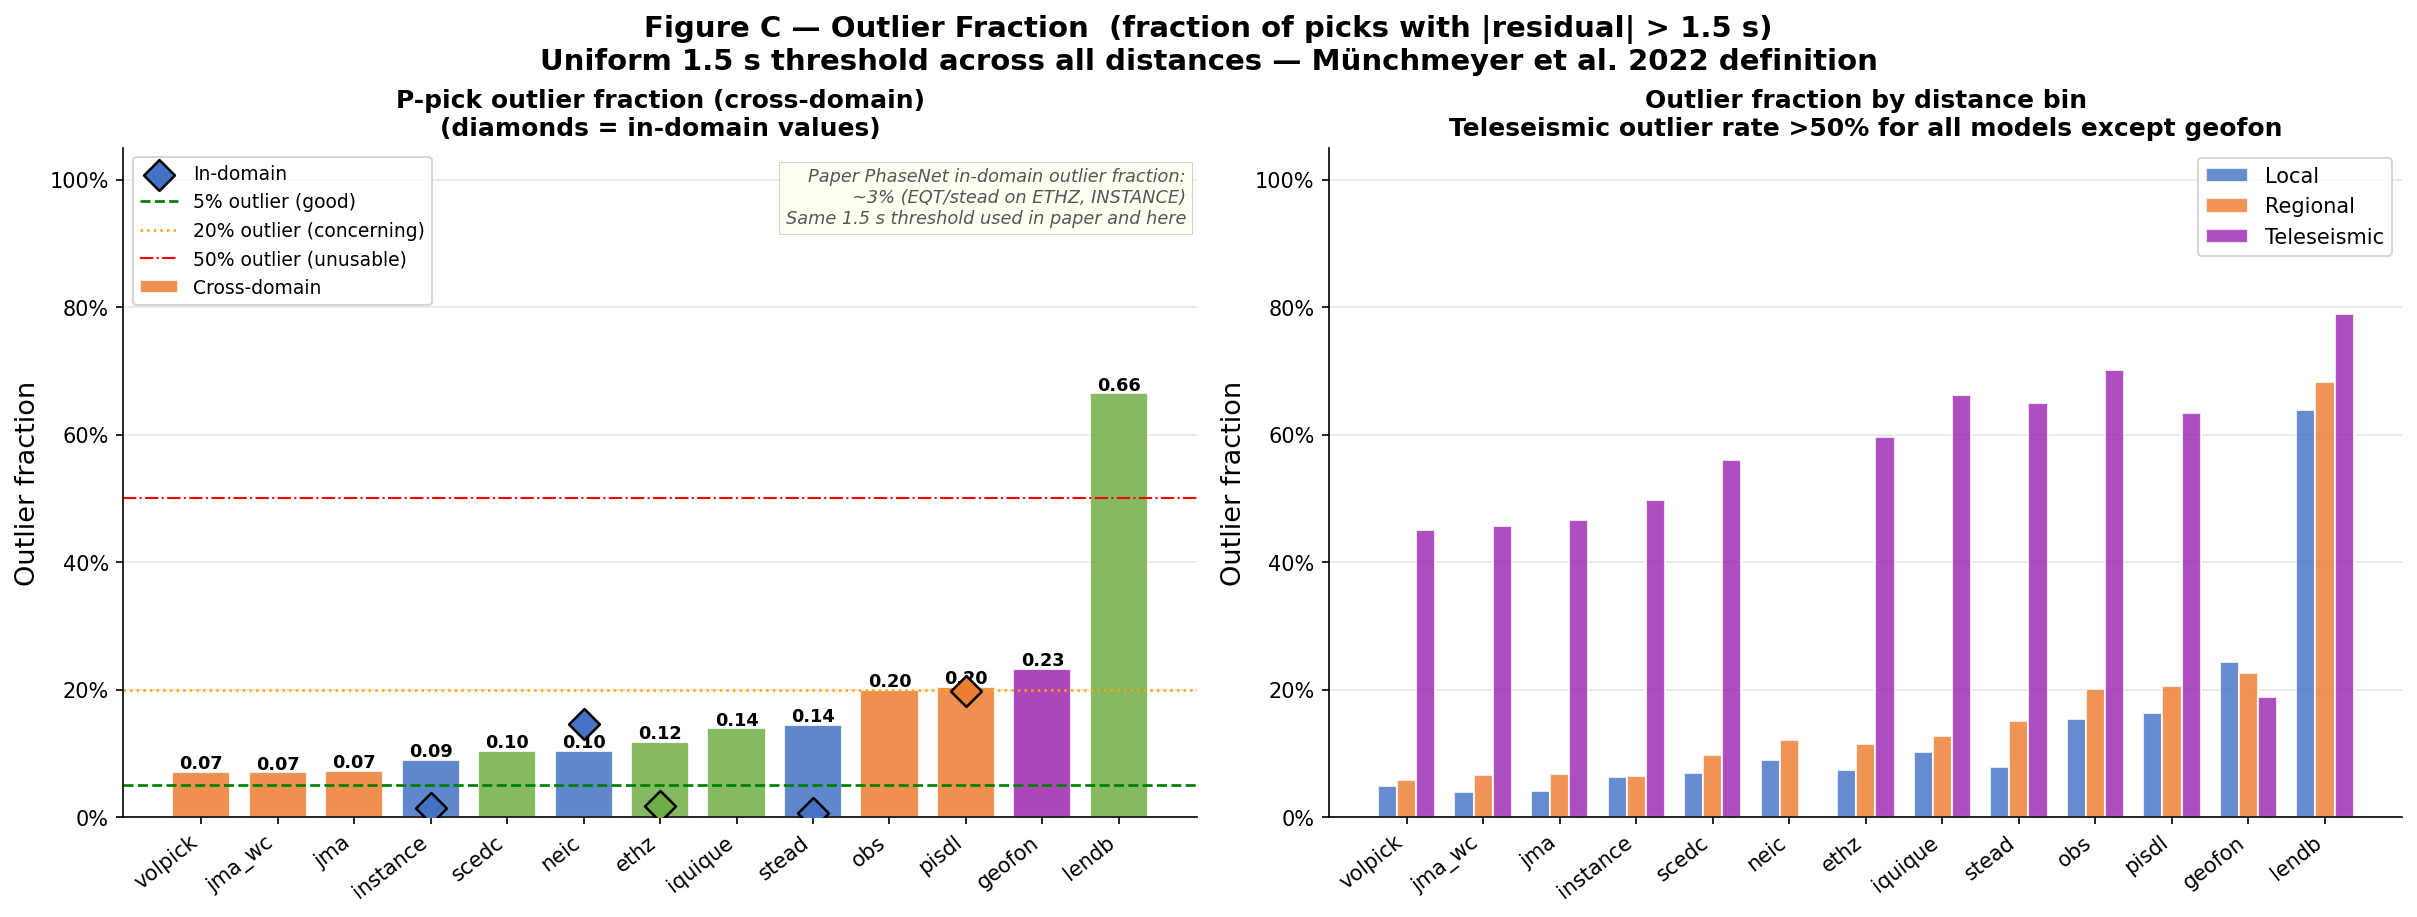 Figure C — Outlier Fraction  (fraction of picks with |residual| > 1.5 s)
Uniform 1.5 s threshold across all distances — Münchmeyer et al. 2022 definition
P-pick outlier fraction (cross-domain)
(diamonds = in-domain values)
In-domain
5% outlier (good)
20% outlier (concerning)
50% outlier (unusable)
Cross-domain
Paper PhaseNet in-domain outlier fraction:
~3% (EQT/stead on ETHZ, INSTANCE)
Same 1.5 s threshold used in paper and here
Outlier fraction
100%
80%
60%
40%
20%
0%
0.07
0.07
0.07
0.09
0.10
0.10
0.12
0.14
0.14
0.20
0.20
0.23
0.66
volpick
jma_wc
jma
instance
scedc
neic
ethz
iquique
stead
obs
pisdl
geofon
lendb
Outlier fraction by distance bin
Teleseismic outlier rate >50% for all models except geofon
Local
Regional
Teleseismic
Outlier fraction
100%
80%
60%
40%
20%
0%
volpick
jma_wc
jma
instance
scedc
neic
ethz
iquique
stead
obs
pisdl
geofon
lendb